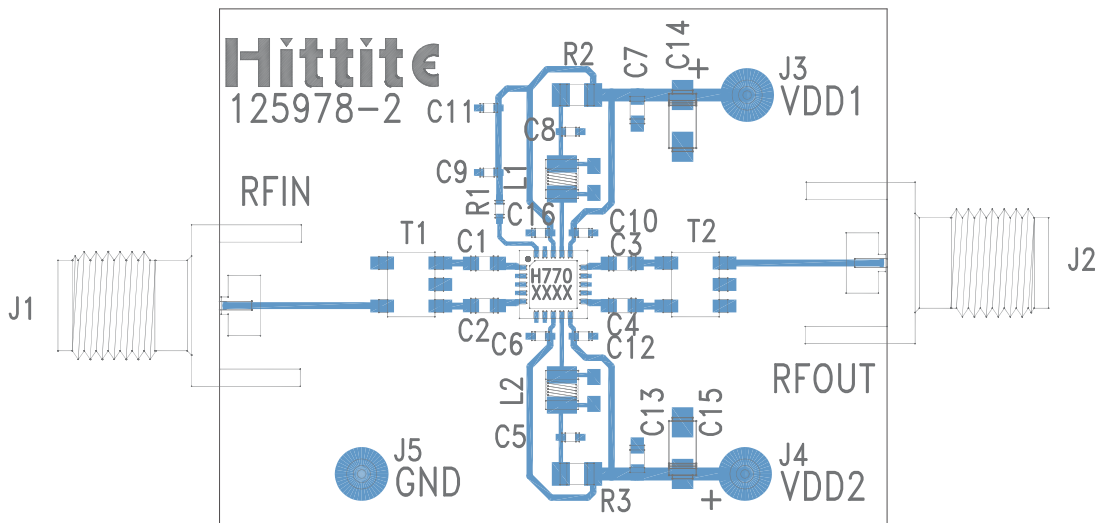 Hittite
125978-2
R2
C7
C14
+
J3
VDD1
C11
C8
C9
L1
RFIN
R1
C16
C10
T1
C1
C3
T2
J2
H770
XXXX
J1
C2
C6
C4
C12
L2
RFOUT
C13
C15
C5
J5
GND
J4
VDD2
R3
+